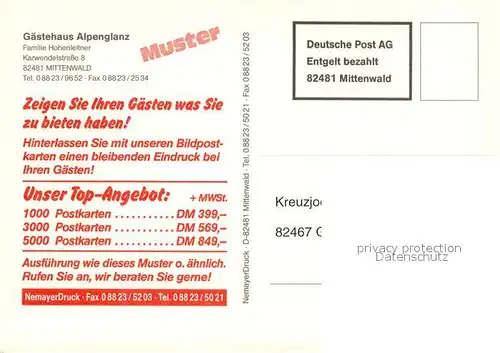 Gästehaus Alpenglanz
Familie Hohenleitner
Karwendelstraße 8
82481 MITTENWALD
Tel. 0 88 23 / 96 52 · Fax 0 88 23 / 25 34
Muster
Zeigen Sie Ihren Gästen was Sie
zu bieten haben!
Hinterlassen Sie mit unseren Bildpost-
karten einen bleibenden Eindruck bei
Ihren Gästen!
Unser Top-Angebot: + MWSt.
1000 Postkarten ........... DM 399,–
3000 Postkarten ........... DM 569,–
5000 Postkarten ........... DM 849,–
Ausführung wie dieses Muster o. ähnlich.
Rufen Sie an, wir beraten Sie gerne!
NemayerDruck · Fax 0 88 23 / 52 03 · Tel. 0 88 23 / 50 21
NemayerDruck · D-82481 Mittenwald · Tel. 0 88 23 / 50 21 · Fax 0 88 23 / 52 03
Deutsche Post AG
Entgelt bezahlt
82481 Mittenwald
Kreuzjo
82467 G
privacy protection
Datenschutz